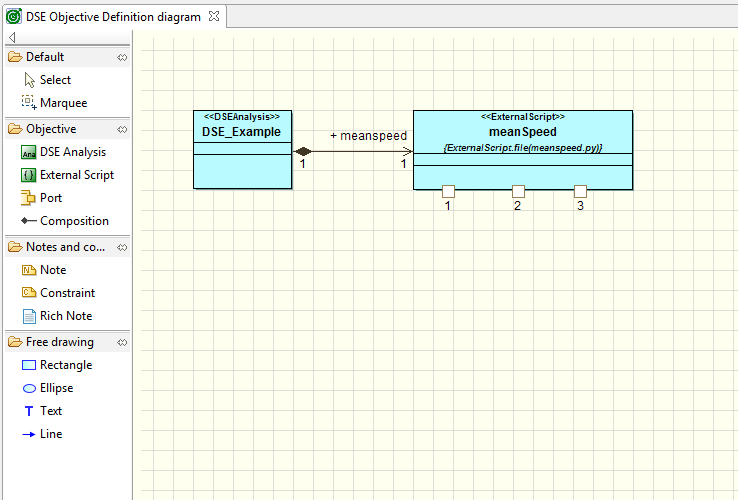 DSE Objective Definition diagram
Default
Select
Marquee
Objective
Ana DSE Analysis
External Script
Port
Composition
Notes and co...
Note
Constraint
Rich Note
Free drawing
Rectangle
Ellipse
T Text
Line
<<DSEAnalysis>>
DSE_Example
+ meanspeed
1
1
<<ExternalScript>>
meanSpeed
{ExternalScript.file(meanspeed.py)}
1
2
3